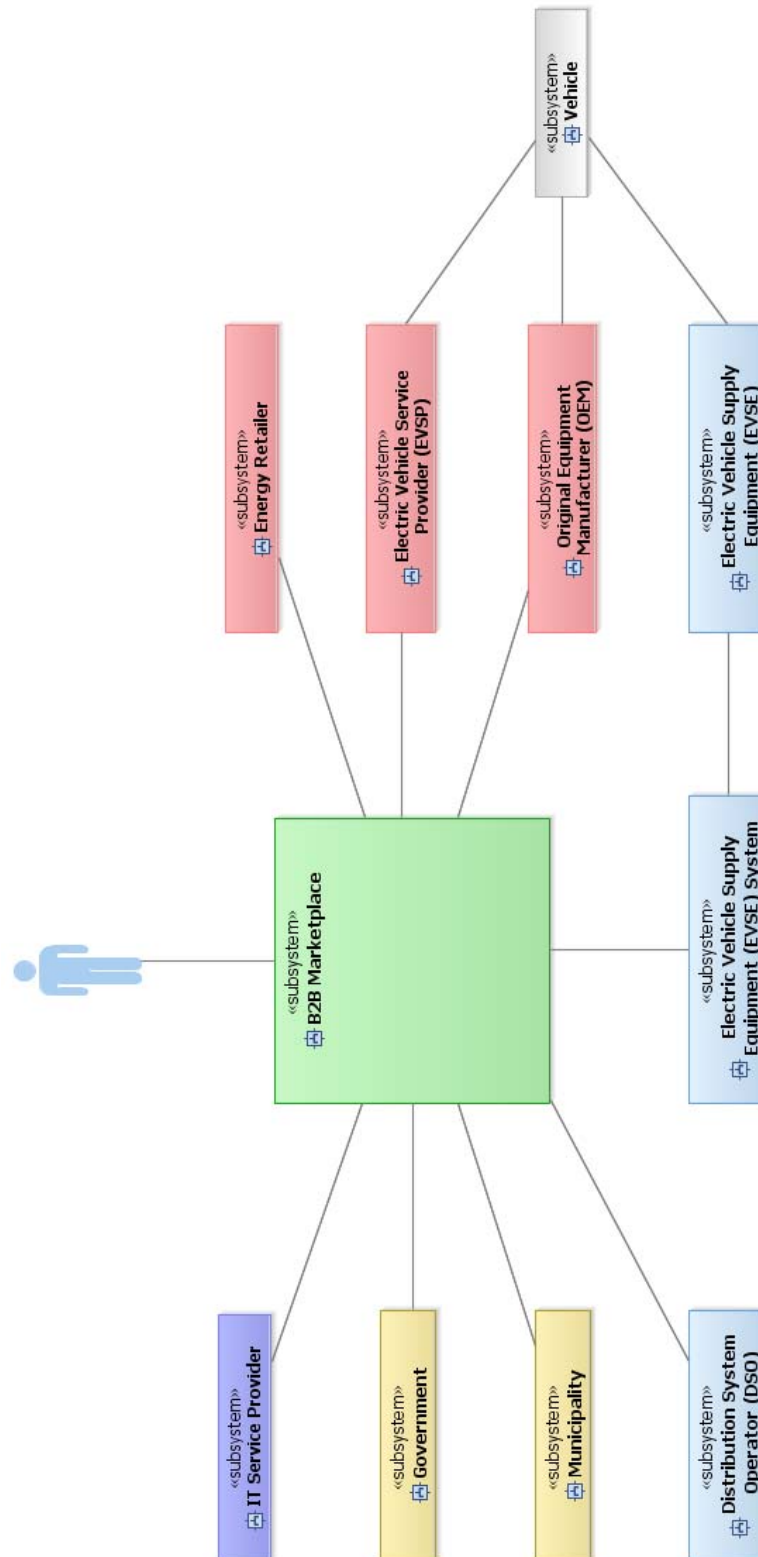 «subsystem»
Vehicle
«subsystem»
Energy Retailer
«subsystem»
Electric Vehicle Service
Provider (EVSP)
«subsystem»
Original Equipment
Manufacturer (OEM)
«subsystem»
Electric Vehicle Supply
Equipment (EVSE)
«subsystem»
B2B Marketplace
«subsystem»
Electric Vehicle Supply
Equipment (EVSE) System
«subsystem»
IT Service Provider
«subsystem»
Government
«subsystem»
Municipality
«subsystem»
Distribution System
Operator (DSO)